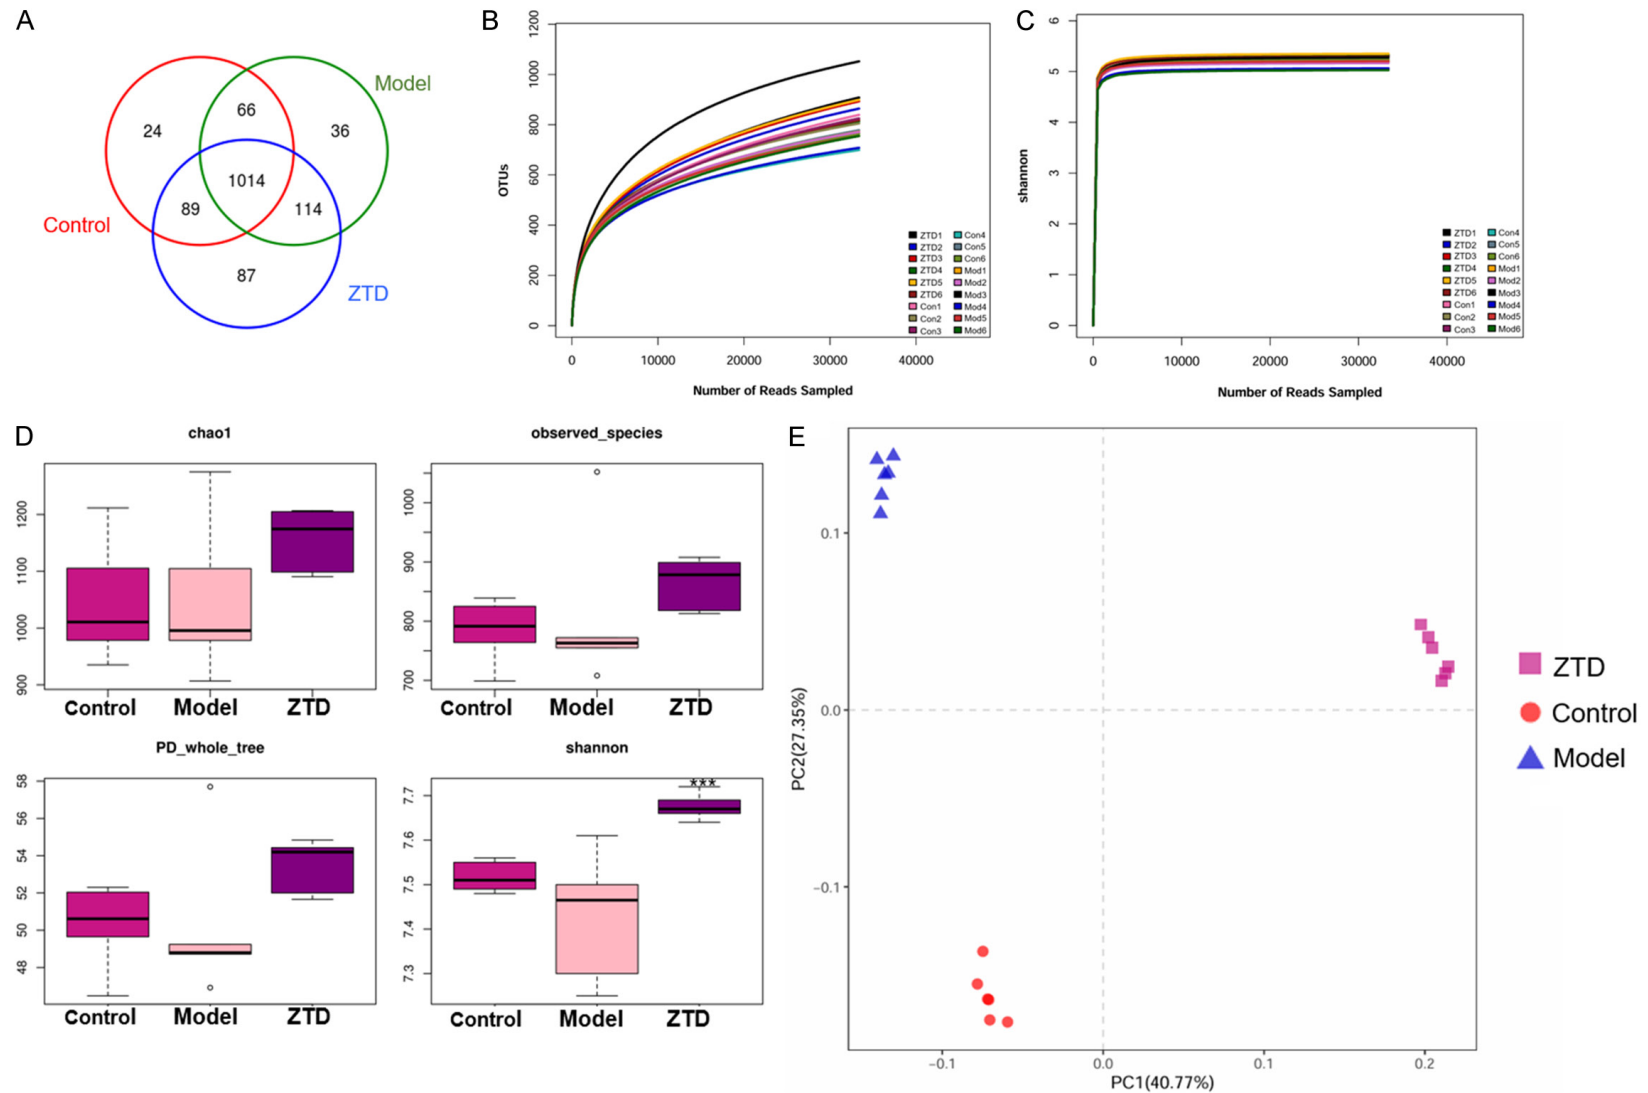 A
Model
24
66
36
1014
89
114
Control
87
ZTD
B
1200
1000
800
600
400
200
0
OTUs
0
10000
20000
30000
40000
Number of Reads Sampled
ZTD1
ZTD2
ZTD3
ZTD4
ZTD5
ZTD6
Con1
Con2
Con3
Con4
Con5
Con6
Mod1
Mod2
Mod3
Mod4
Mod5
Mod6
C
6
5
4
3
2
1
0
shannon
0
10000
20000
30000
40000
Number of Reads Sampled
ZTD1
ZTD2
ZTD3
ZTD4
ZTD5
ZTD6
Con1
Con2
Con3
Con4
Con5
Con6
Mod1
Mod2
Mod3
Mod4
Mod5
Mod6
D
chao1
1200
1100
1000
900
Control Model ZTD
observed_species
1000
900
800
700
Control Model ZTD
PD_whole_tree
58
56
54
52
50
48
Control Model ZTD
shannon
***
7.7
7.6
7.5
7.4
7.3
Control Model ZTD
E
0.1
0.0
−0.1
PC2(27.35%)
−0.1
0.0
0.1
0.2
PC1(40.77%)
ZTD
Control
Model